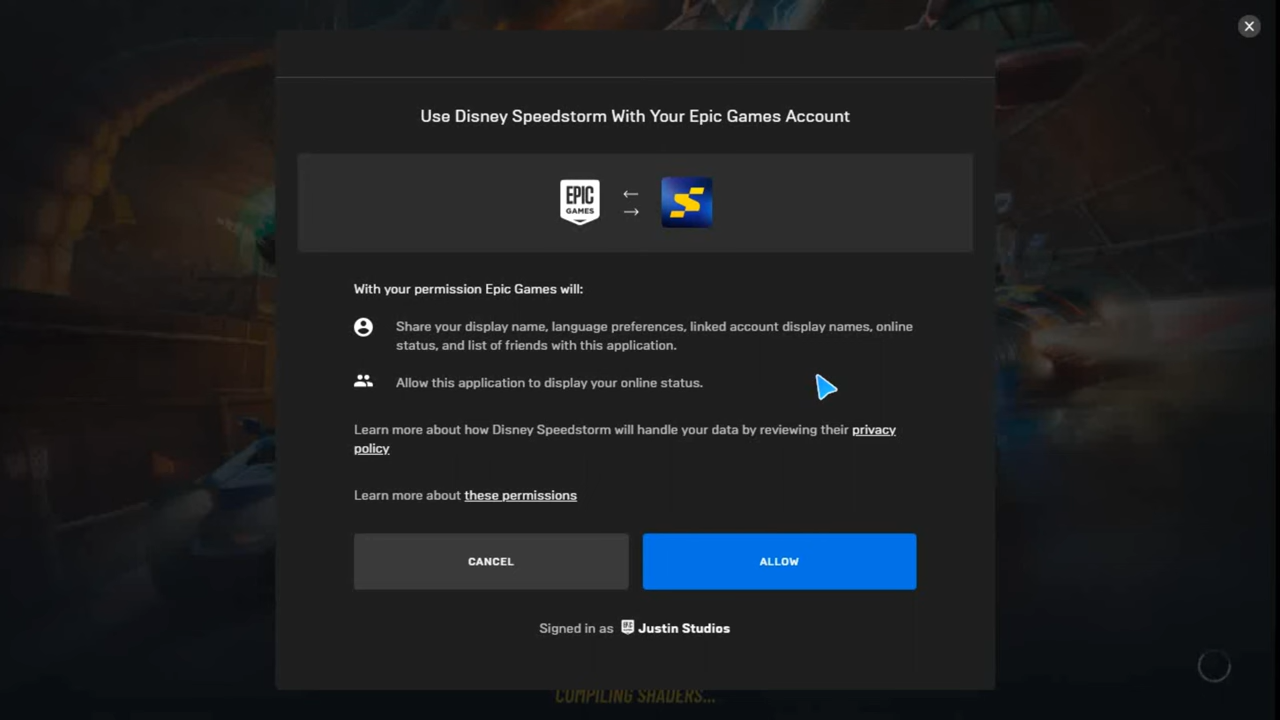 Use Disney Speedstorm With Your Epic Games Account
EPIC
GAMES
With your permission Epic Games will:
Share your display name, language preferences, linked account display names, online
status, and list of friends with this application.
Allow this application to display your online status.
Learn more about how Disney Speedstorm will handle your data by reviewing their privacy
policy
Learn more about these permissions
CANCEL
ALLOW
Signed in as Justin Studios
COMPILING SHADERS...